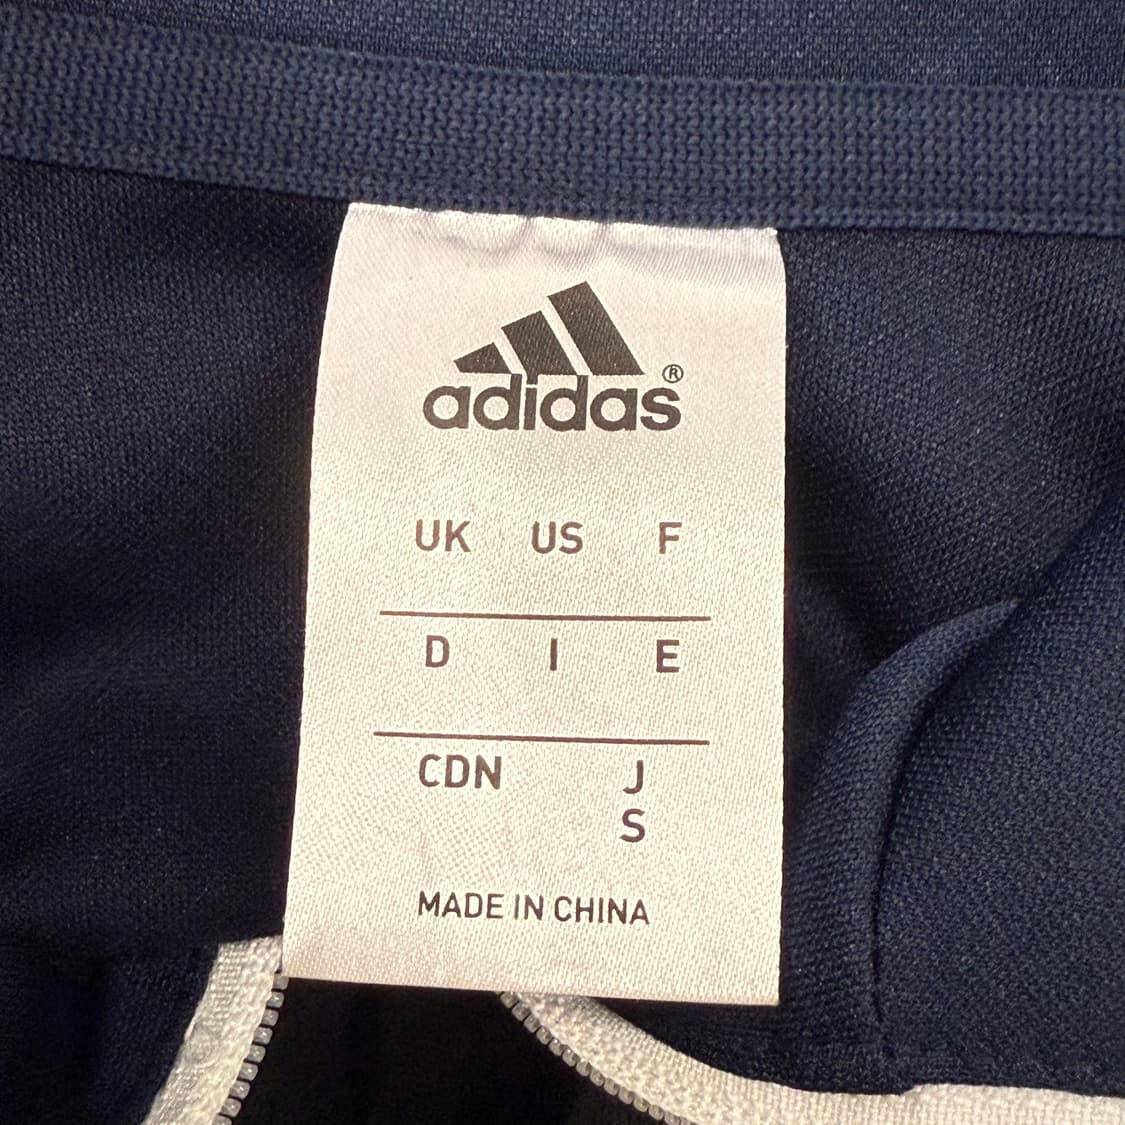 adidas®
UK US F
D I E
CDN J
S
MADE IN CHINA